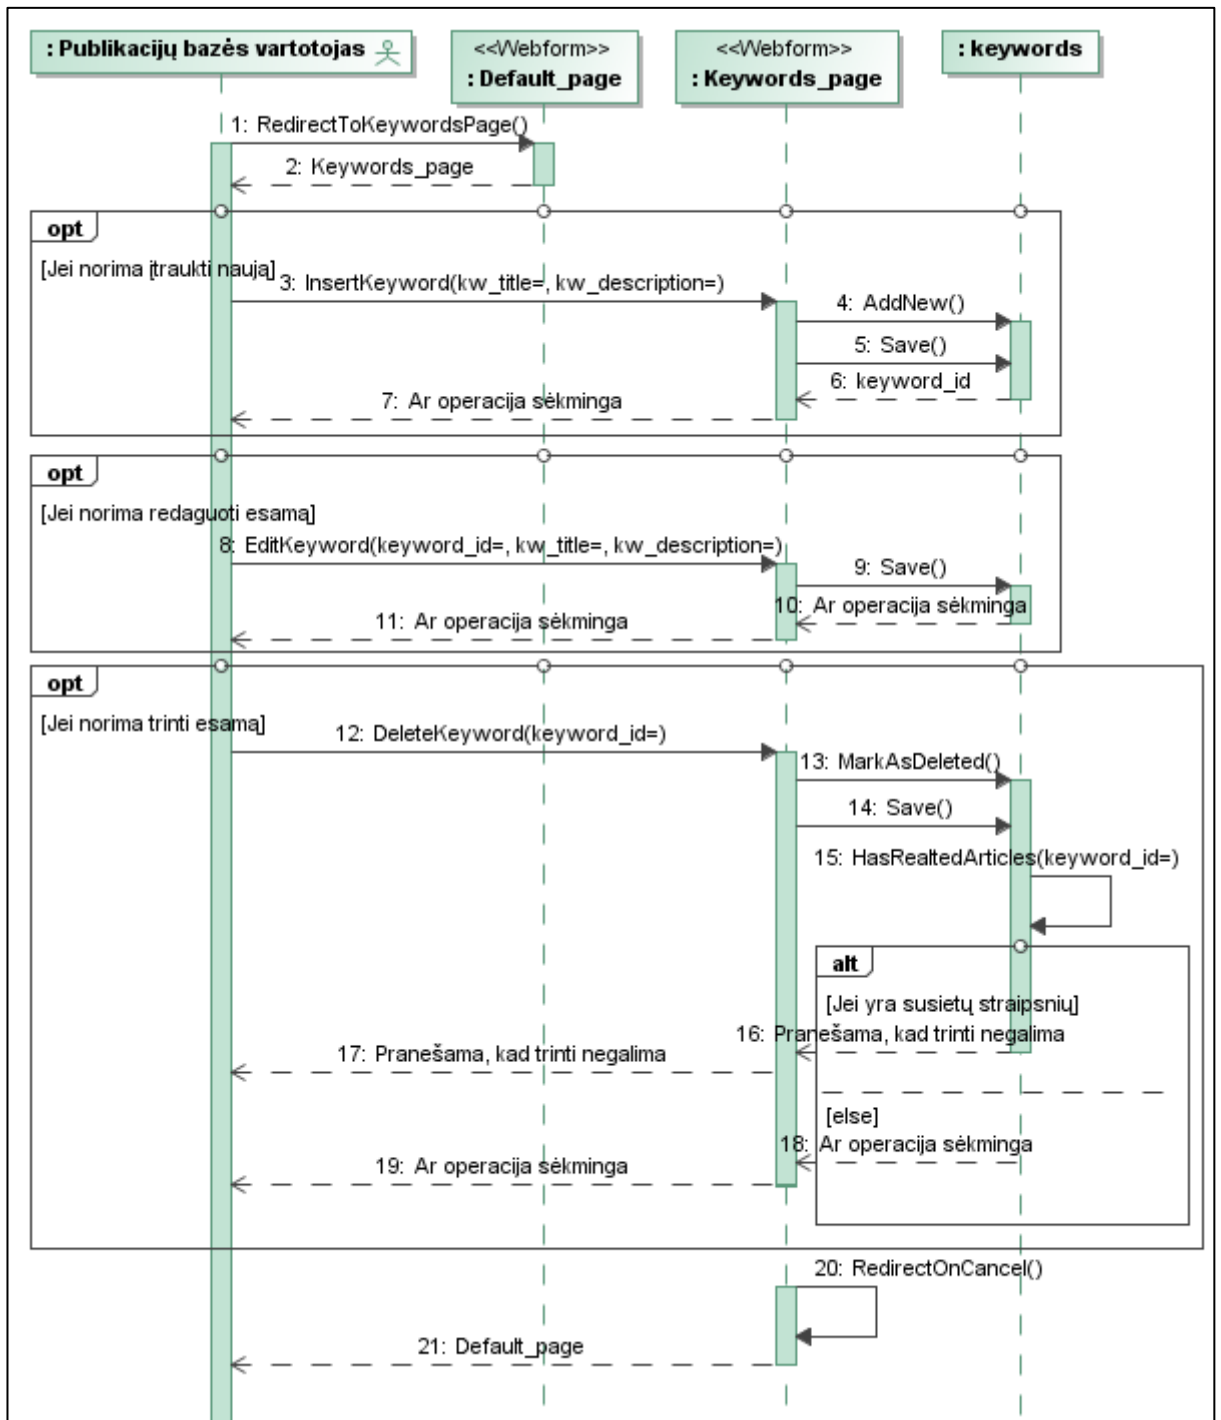 : Publikacijų bazės vartotojas
<<Webform>>
: Default_page
<<Webform>>
: Keywords_page
: keywords
1: RedirectToKeywordsPage()
2: Keywords_page
opt
[Jei norima įtraukti naują]
3: InsertKeyword(kw_title=, kw_description=)
4: AddNew()
5: Save()
6: keyword_id
7: Ar operacija sėkminga
opt
[Jei norima redaguoti esamą]
8: EditKeyword(keyword_id=, kw_title=, kw_description=)
9: Save()
10: Ar operacija sėkminga
11: Ar operacija sėkminga
opt
[Jei norima trinti esamą]
12: DeleteKeyword(keyword_id=)
13: MarkAsDeleted()
14: Save()
15: HasRealtedArticles(keyword_id=)
alt
[Jei yra susietų straipsnių]
16: Pranešama, kad trinti negalima
17: Pranešama, kad trinti negalima
[else]
18: Ar operacija sėkminga
19: Ar operacija sėkminga
20: RedirectOnCancel()
21: Default_page